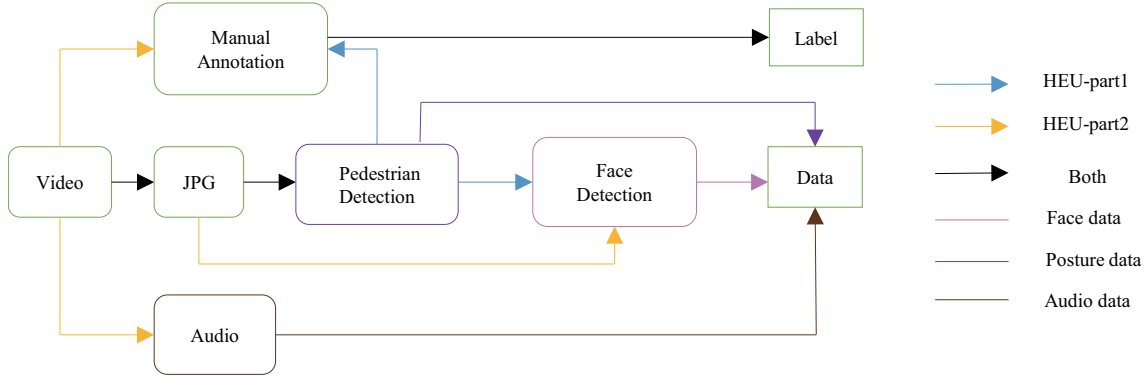 Manual
Annotation
Label
Video
JPG
Pedestrian
Detection
Face
Detection
Data
Audio
HEU-part1
HEU-part2
Both
Face data
Posture data
Audio data